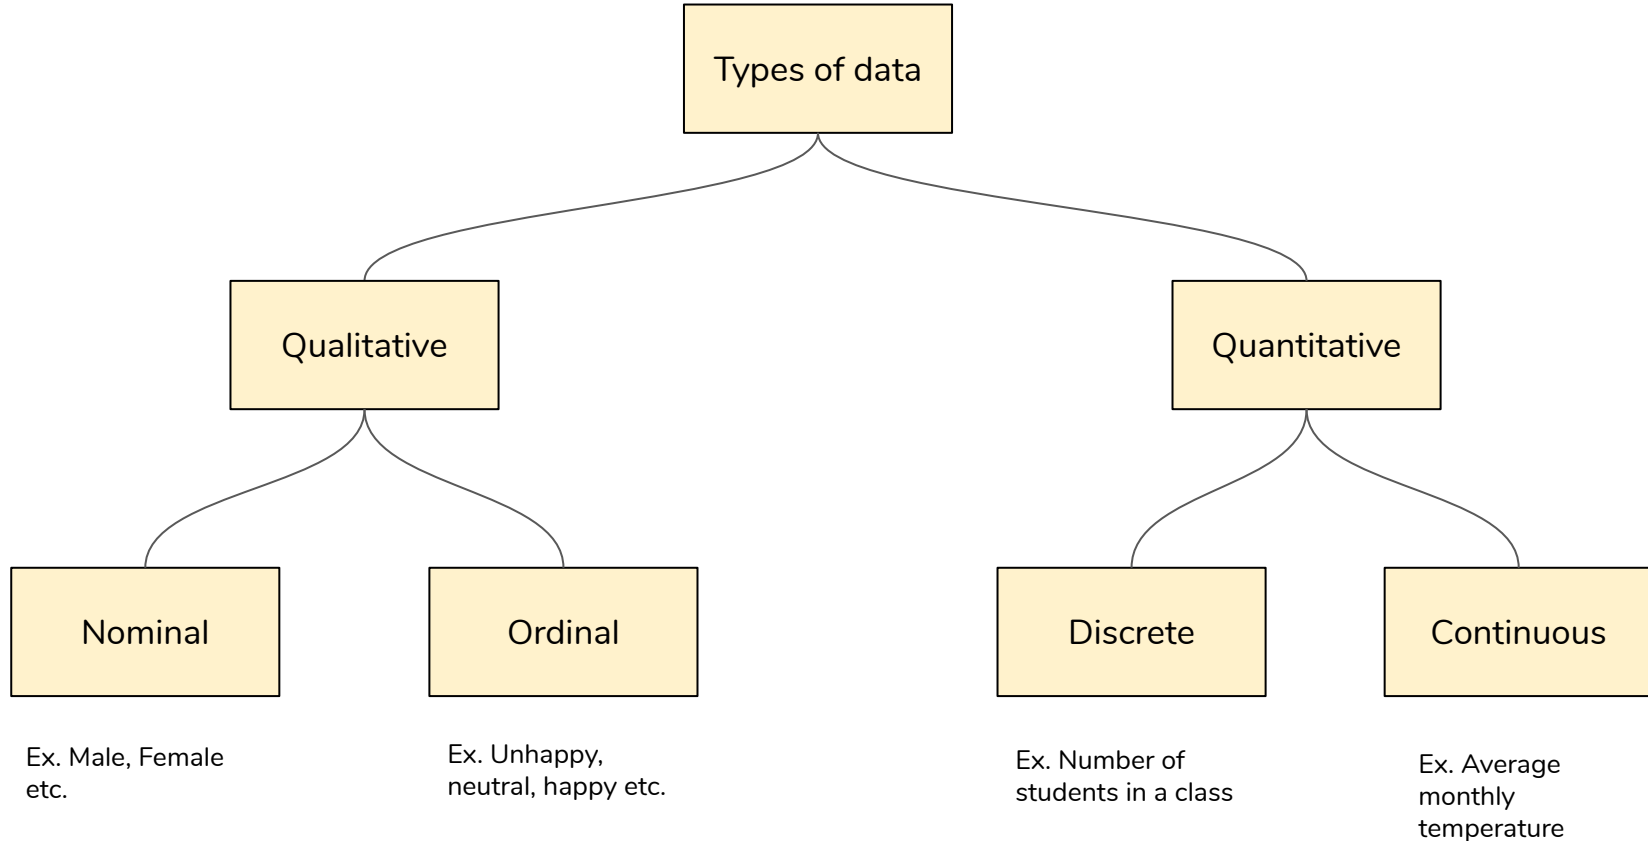 Types of data
Qualitative
Quantitative
Nominal
Ordinal
Discrete
Continuous
Ex. Male, Female
etc.
Ex. Unhappy,
neutral, happy etc.
Ex. Number of
students in a class
Ex. Average
monthly
temperature